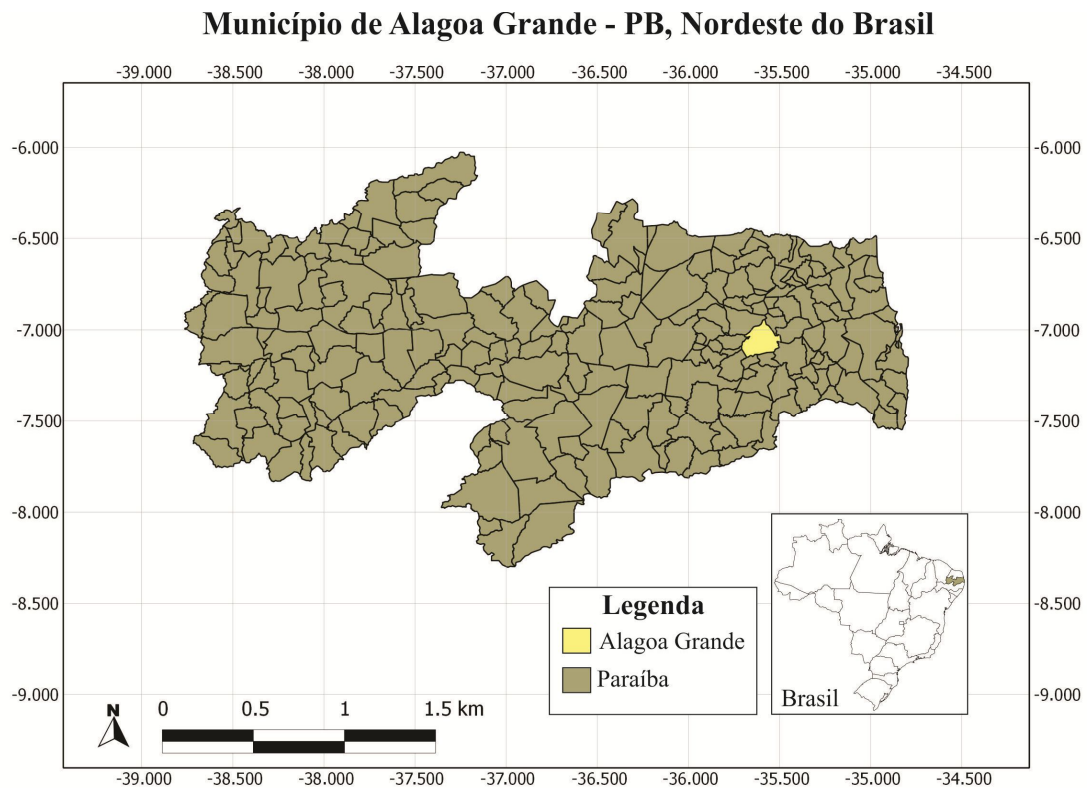 Município de Alagoa Grande - PB, Nordeste do Brasil
-39.000 -38.500 -38.000 -37.500 -37.000 -36.500 -36.000 -35.500 -35.000 -34.500
-6.000 -6.000
-6.500 -6.500
-7.000 -7.000
-7.500 -7.500
-8.000 -8.000
-8.500 -8.500
-9.000 -9.000
Legenda
Alagoa Grande
Paraíba
Brasil
N
0 0.5 1 1.5 km
-39.000 -38.500 -38.000 -37.500 -37.000 -36.500 -36.000 -35.500 -35.000 -34.500